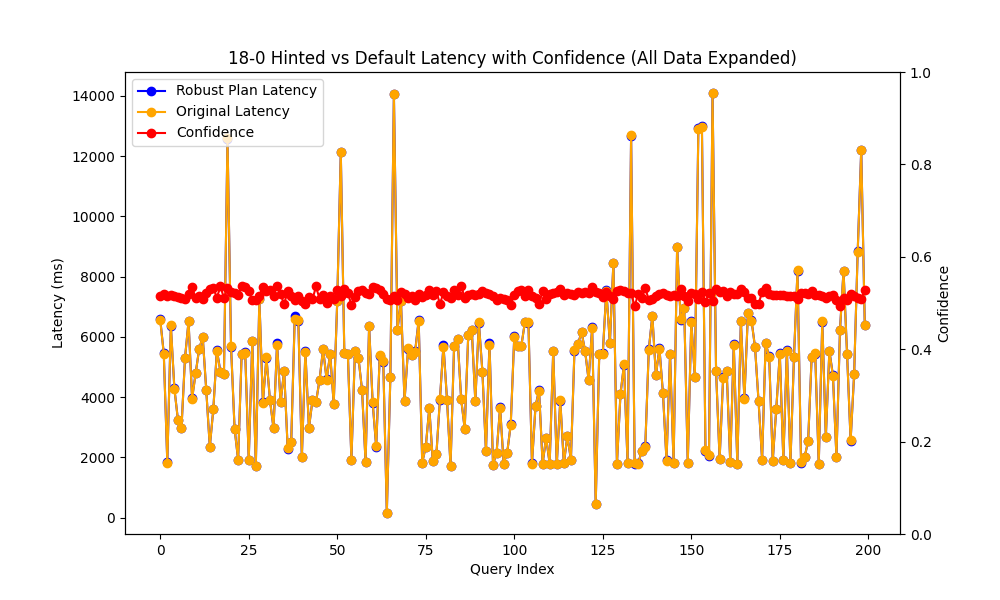 18-0 Hinted vs Default Latency with Confidence (All Data Expanded)
Robust Plan Latency
Original Latency
Confidence
14000
12000
10000
8000
6000
4000
2000
0
Latency (ms)
1.0
0.8
0.6
0.4
0.2
0.0
Confidence
0 25 50 75 100 125 150 175 200
Query Index